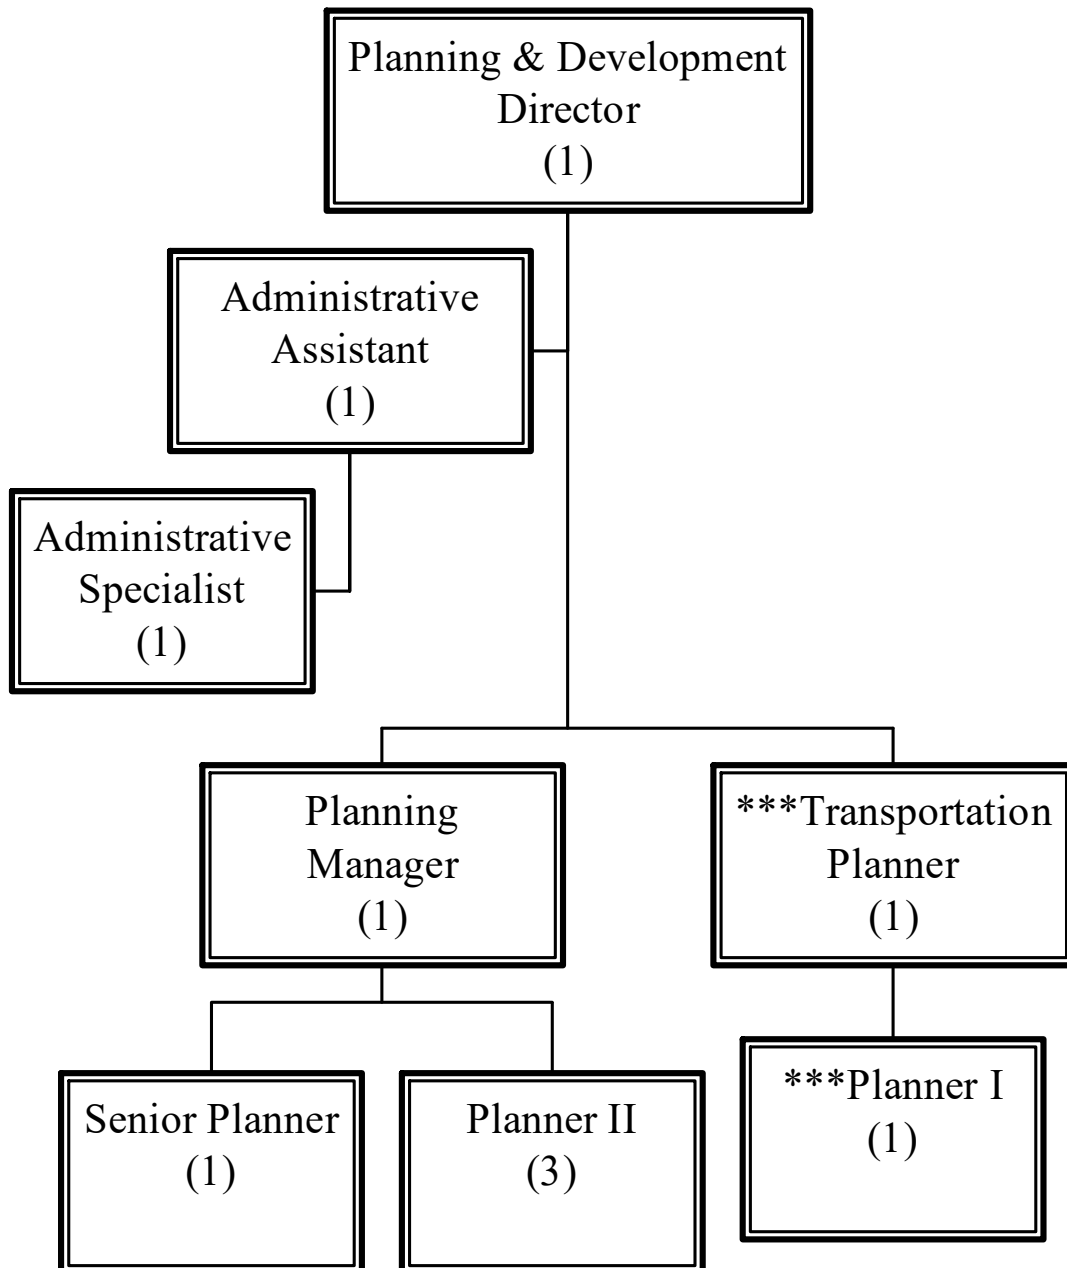 Planning & Development
Director
(1)
Administrative
Assistant
(1)
Administrative
Specialist
(1)
Planning
Manager
(1)
***Transportation
Planner
(1)
Senior Planner
(1)
Planner II
(3)
***Planner I
(1)